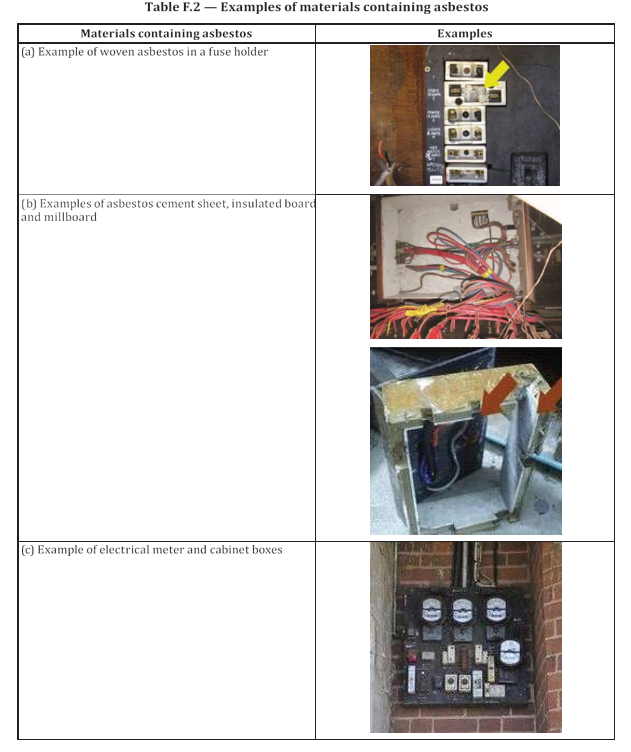 Table F.2 — Examples of materials containing asbestos
Materials containing asbestos
Examples
(a) Example of woven asbestos in a fuse holder
(b) Examples of asbestos cement sheet, insulated board
and millboard
(c) Example of electrical meter and cabinet boxes